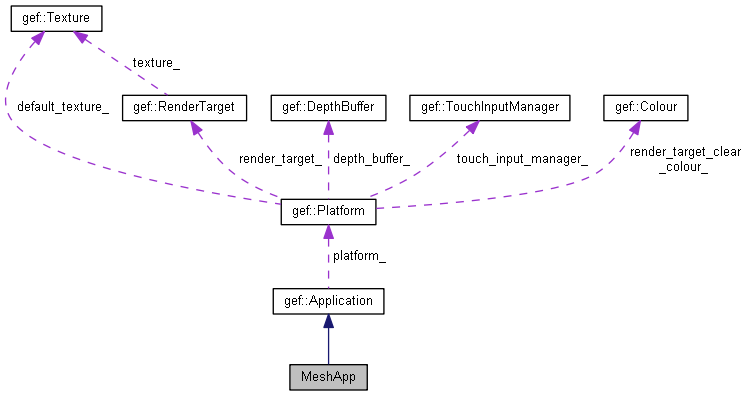 gef::Texture
texture_
default_texture_
gef::RenderTarget
gef::DepthBuffer
gef::TouchInputManager
gef::Colour
render_target_
depth_buffer_
touch_input_manager_
render_target_clear
_colour_
gef::Platform
platform_
gef::Application
MeshApp